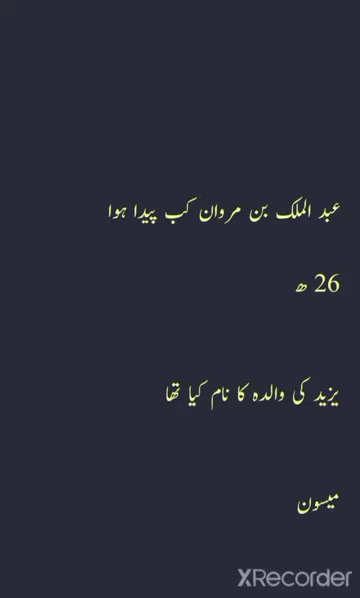 عبد الملک بن مروان کب پیدا ہوا
26 ھ
یزید کی والدہ کا نام کیا تھا
میسون
XRecorder